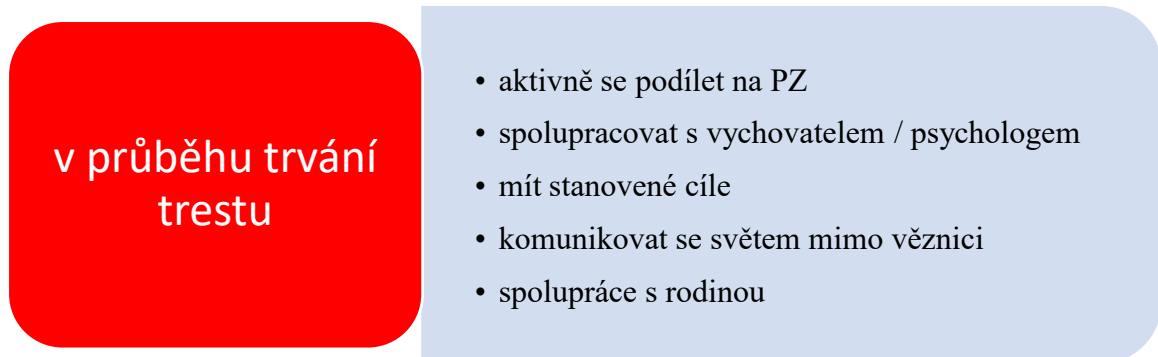 v průběhu trvání
trestu
• aktivně se podílet na PZ
• spolupracovat s vychovatelem / psychologem
• mít stanovené cíle
• komunikovat se světem mimo věznici
• spolupráce s rodinou